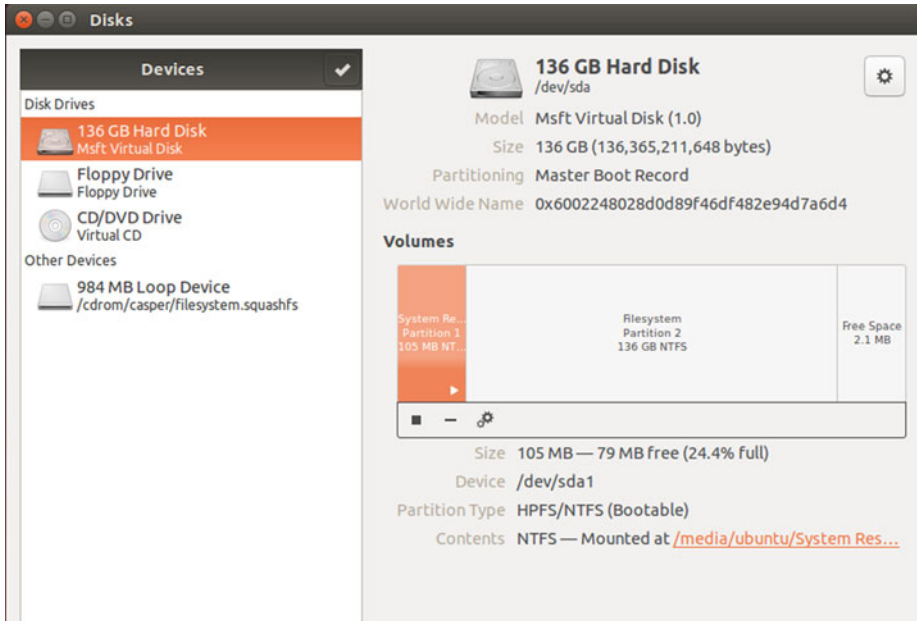 Disks
Devices
Disk Drives
136 GB Hard Disk
Msft Virtual Disk
Floppy Drive
Floppy Drive
CD/DVD Drive
Virtual CD
Other Devices
984 MB Loop Device
/cdrom/casper/filesystem.squashfs
136 GB Hard Disk
/dev/sda
Model Msft Virtual Disk (1.0)
Size 136 GB (136,365,211,648 bytes)
Partitioning Master Boot Record
World Wide Name 0x6002248028d0d89f46df482e94d7a6d4
Volumes
System Re...
Partition 1
105 MB NT...
Filesystem
Partition 2
136 GB NTFS
Free Space
2.1 MB
Size 105 MB — 79 MB free (24.4% full)
Device /dev/sda1
Partition Type HPFS/NTFS (Bootable)
Contents NTFS — Mounted at /media/ubuntu/System Res...